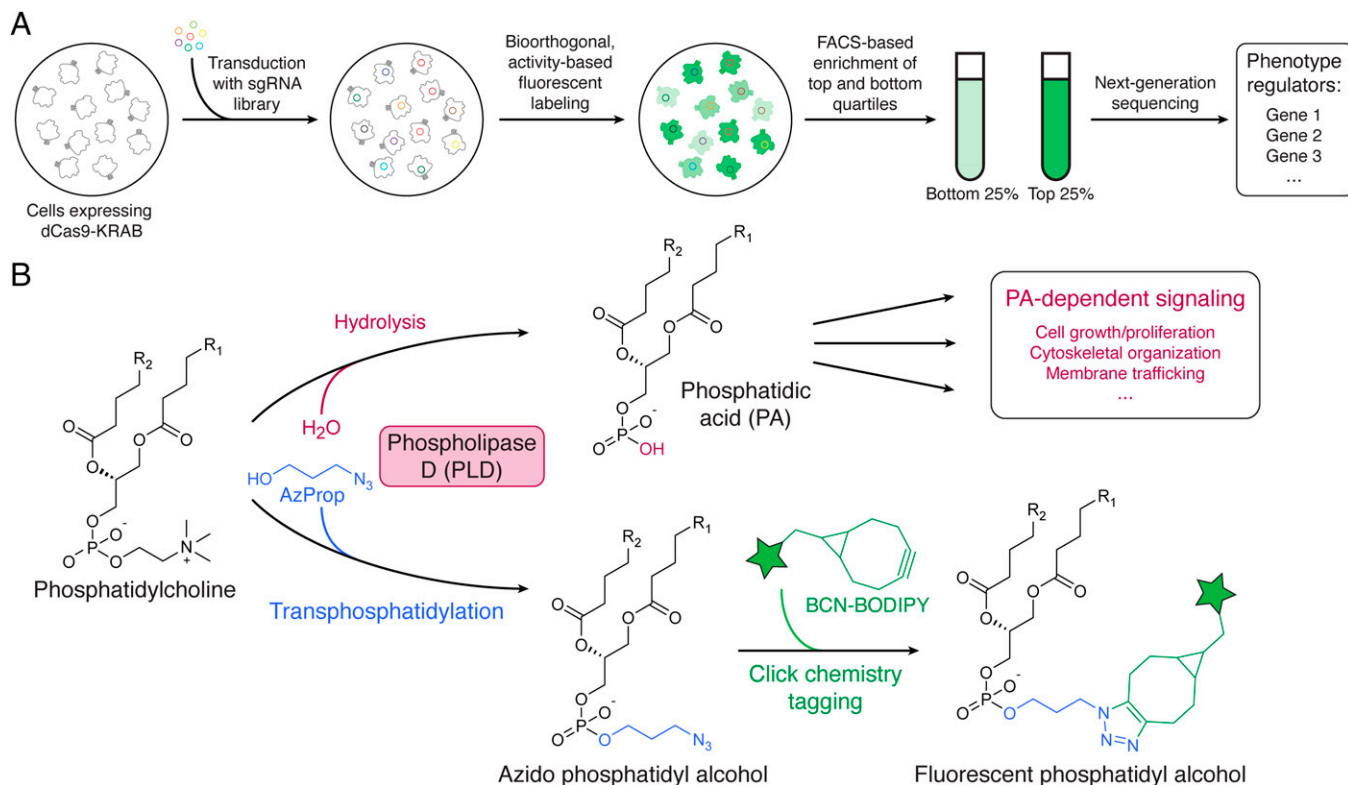 A
Cells expressing
dCas9-KRAB
Transduction
with sgRNA
library
Bioorthogonal,
activity-based
fluorescent
labeling
FACS-based
enrichment of
top and bottom
quartiles
Bottom 25%
Top 25%
Next-generation
sequencing
Phenotype
regulators:
Gene 1
Gene 2
Gene 3
...
B
R2
R1
O
O
O
O
O
O-
P
O
O
N
+
Phosphatidylcholine
Hydrolysis
H2O
Phospholipase
D (PLD)
HO
N3
AzProp
Transphosphatidylation
R2
R1
O
O
O
O
O
O-
P
O
OH
Phosphatidic
acid (PA)
PA-dependent signaling
Cell growth/proliferation
Cytoskeletal organization
Membrane trafficking
...
R2
R1
O
O
O
O
O
O-
P
O
O
N3
Azido phosphatidyl alcohol
BCN-BODIPY
Click chemistry
tagging
R2
R1
O
O
O
O
O
O-
P
O
O
N
N
N
Fluorescent phosphatidyl alcohol